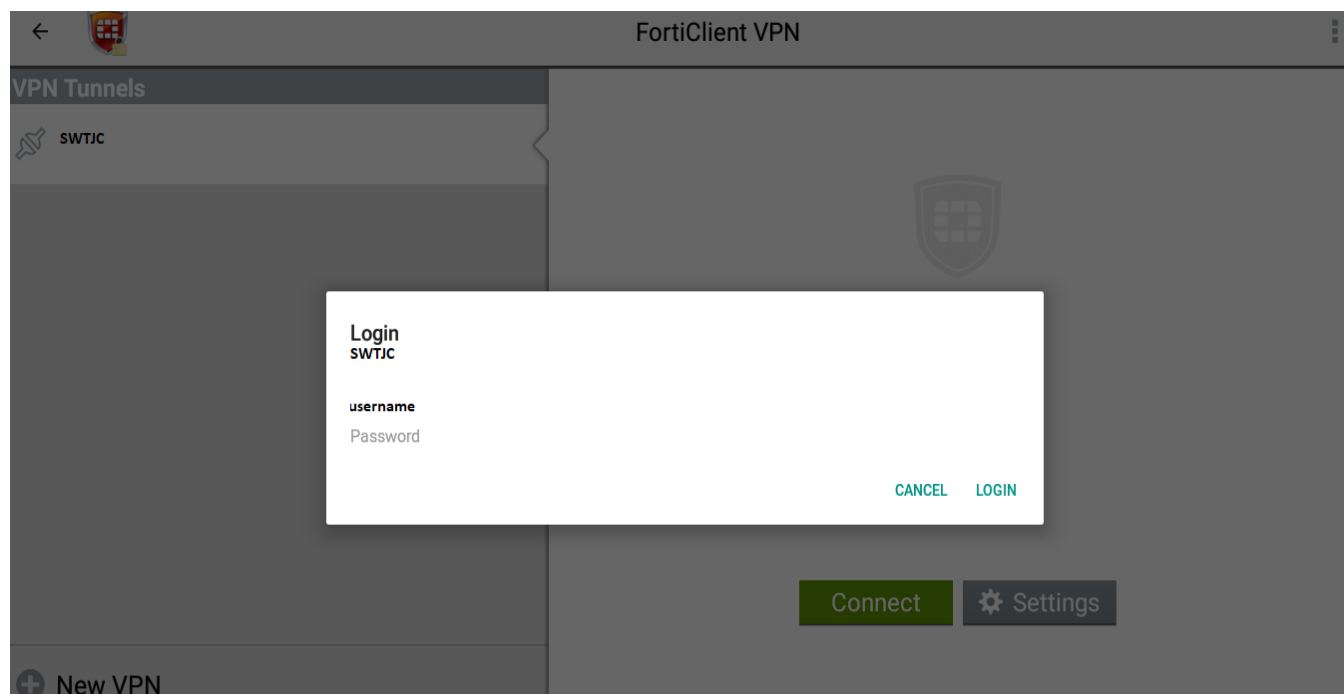 FortiClient VPN
VPN Tunnels
SWTJC
Login
SWTJC
username
Password
CANCEL LOGIN
Connect Settings
New VPN